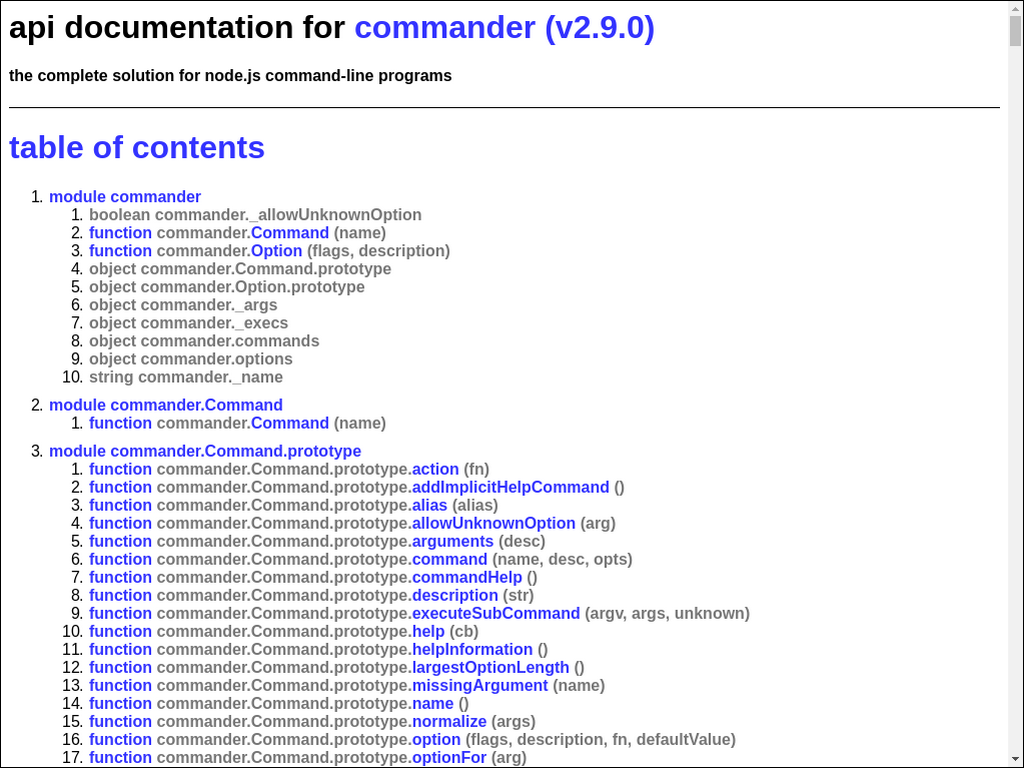 api documentation for commander (v2.9.0)
the complete solution for node.js command-line programs
table of contents
1. module commander
1. boolean commander._allowUnknownOption
2. function commander.Command (name)
3. function commander.Option (flags, description)
4. object commander.Command.prototype
5. object commander.Option.prototype
6. object commander._args
7. object commander._execs
8. object commander.commands
9. object commander.options
10. string commander._name
2. module commander.Command
1. function commander.Command (name)
3. module commander.Command.prototype
1. function commander.Command.prototype.action (fn)
2. function commander.Command.prototype.addImplicitHelpCommand ()
3. function commander.Command.prototype.alias (alias)
4. function commander.Command.prototype.allowUnknownOption (arg)
5. function commander.Command.prototype.arguments (desc)
6. function commander.Command.prototype.command (name, desc, opts)
7. function commander.Command.prototype.commandHelp ()
8. function commander.Command.prototype.description (str)
9. function commander.Command.prototype.executeSubCommand (argv, args, unknown)
10. function commander.Command.prototype.help (cb)
11. function commander.Command.prototype.helpInformation ()
12. function commander.Command.prototype.largestOptionLength ()
13. function commander.Command.prototype.missingArgument (name)
14. function commander.Command.prototype.name ()
15. function commander.Command.prototype.normalize (args)
16. function commander.Command.prototype.option (flags, description, fn, defaultValue)
17. function commander.Command.prototype.optionFor (arg)